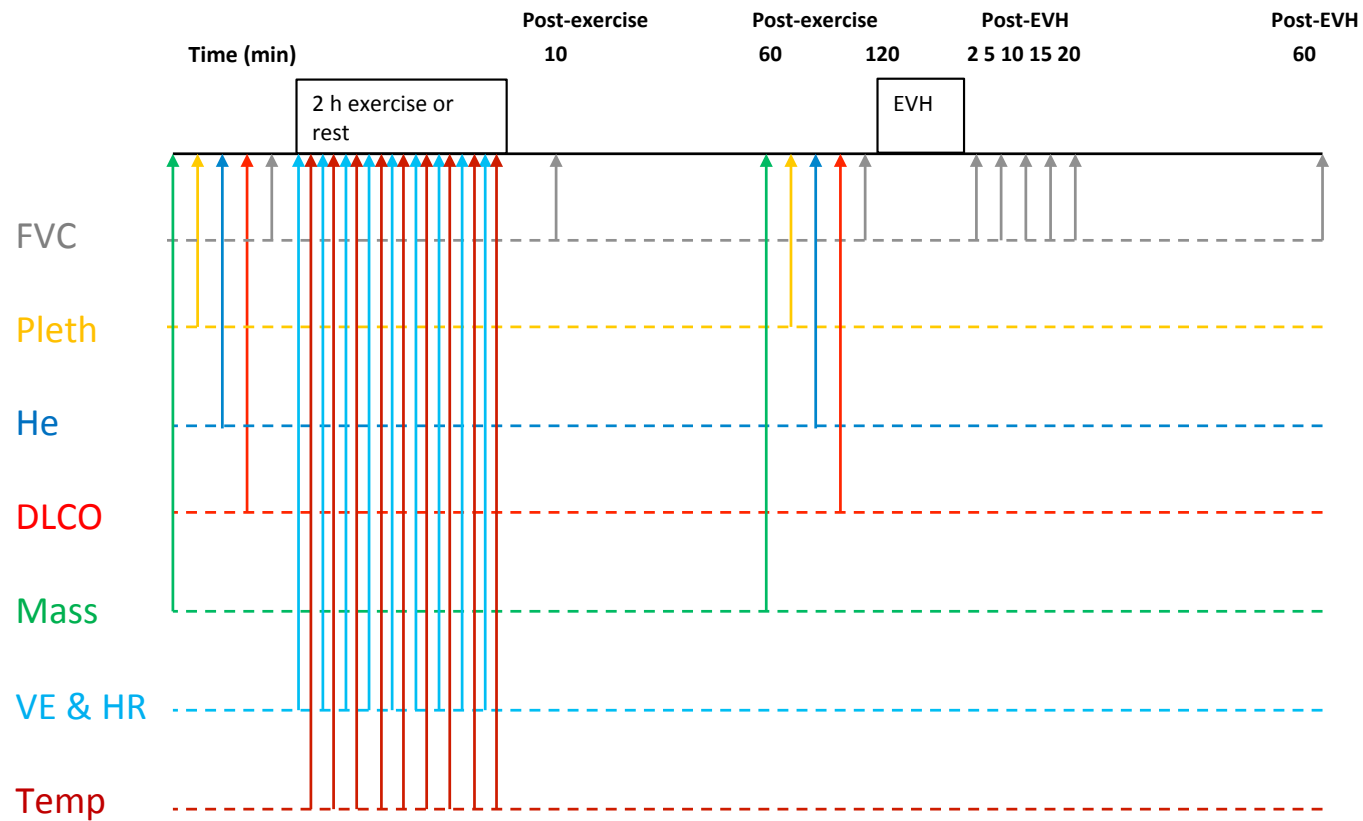 Post-exercise Post-exercise Post-EVH Post-EVH
Time (min) 10 60 120 2 5 10 15 20 60
2 h exercise or
rest
EVH
FVC
Pleth
He
DLCO
Mass
VE & HR
Temp